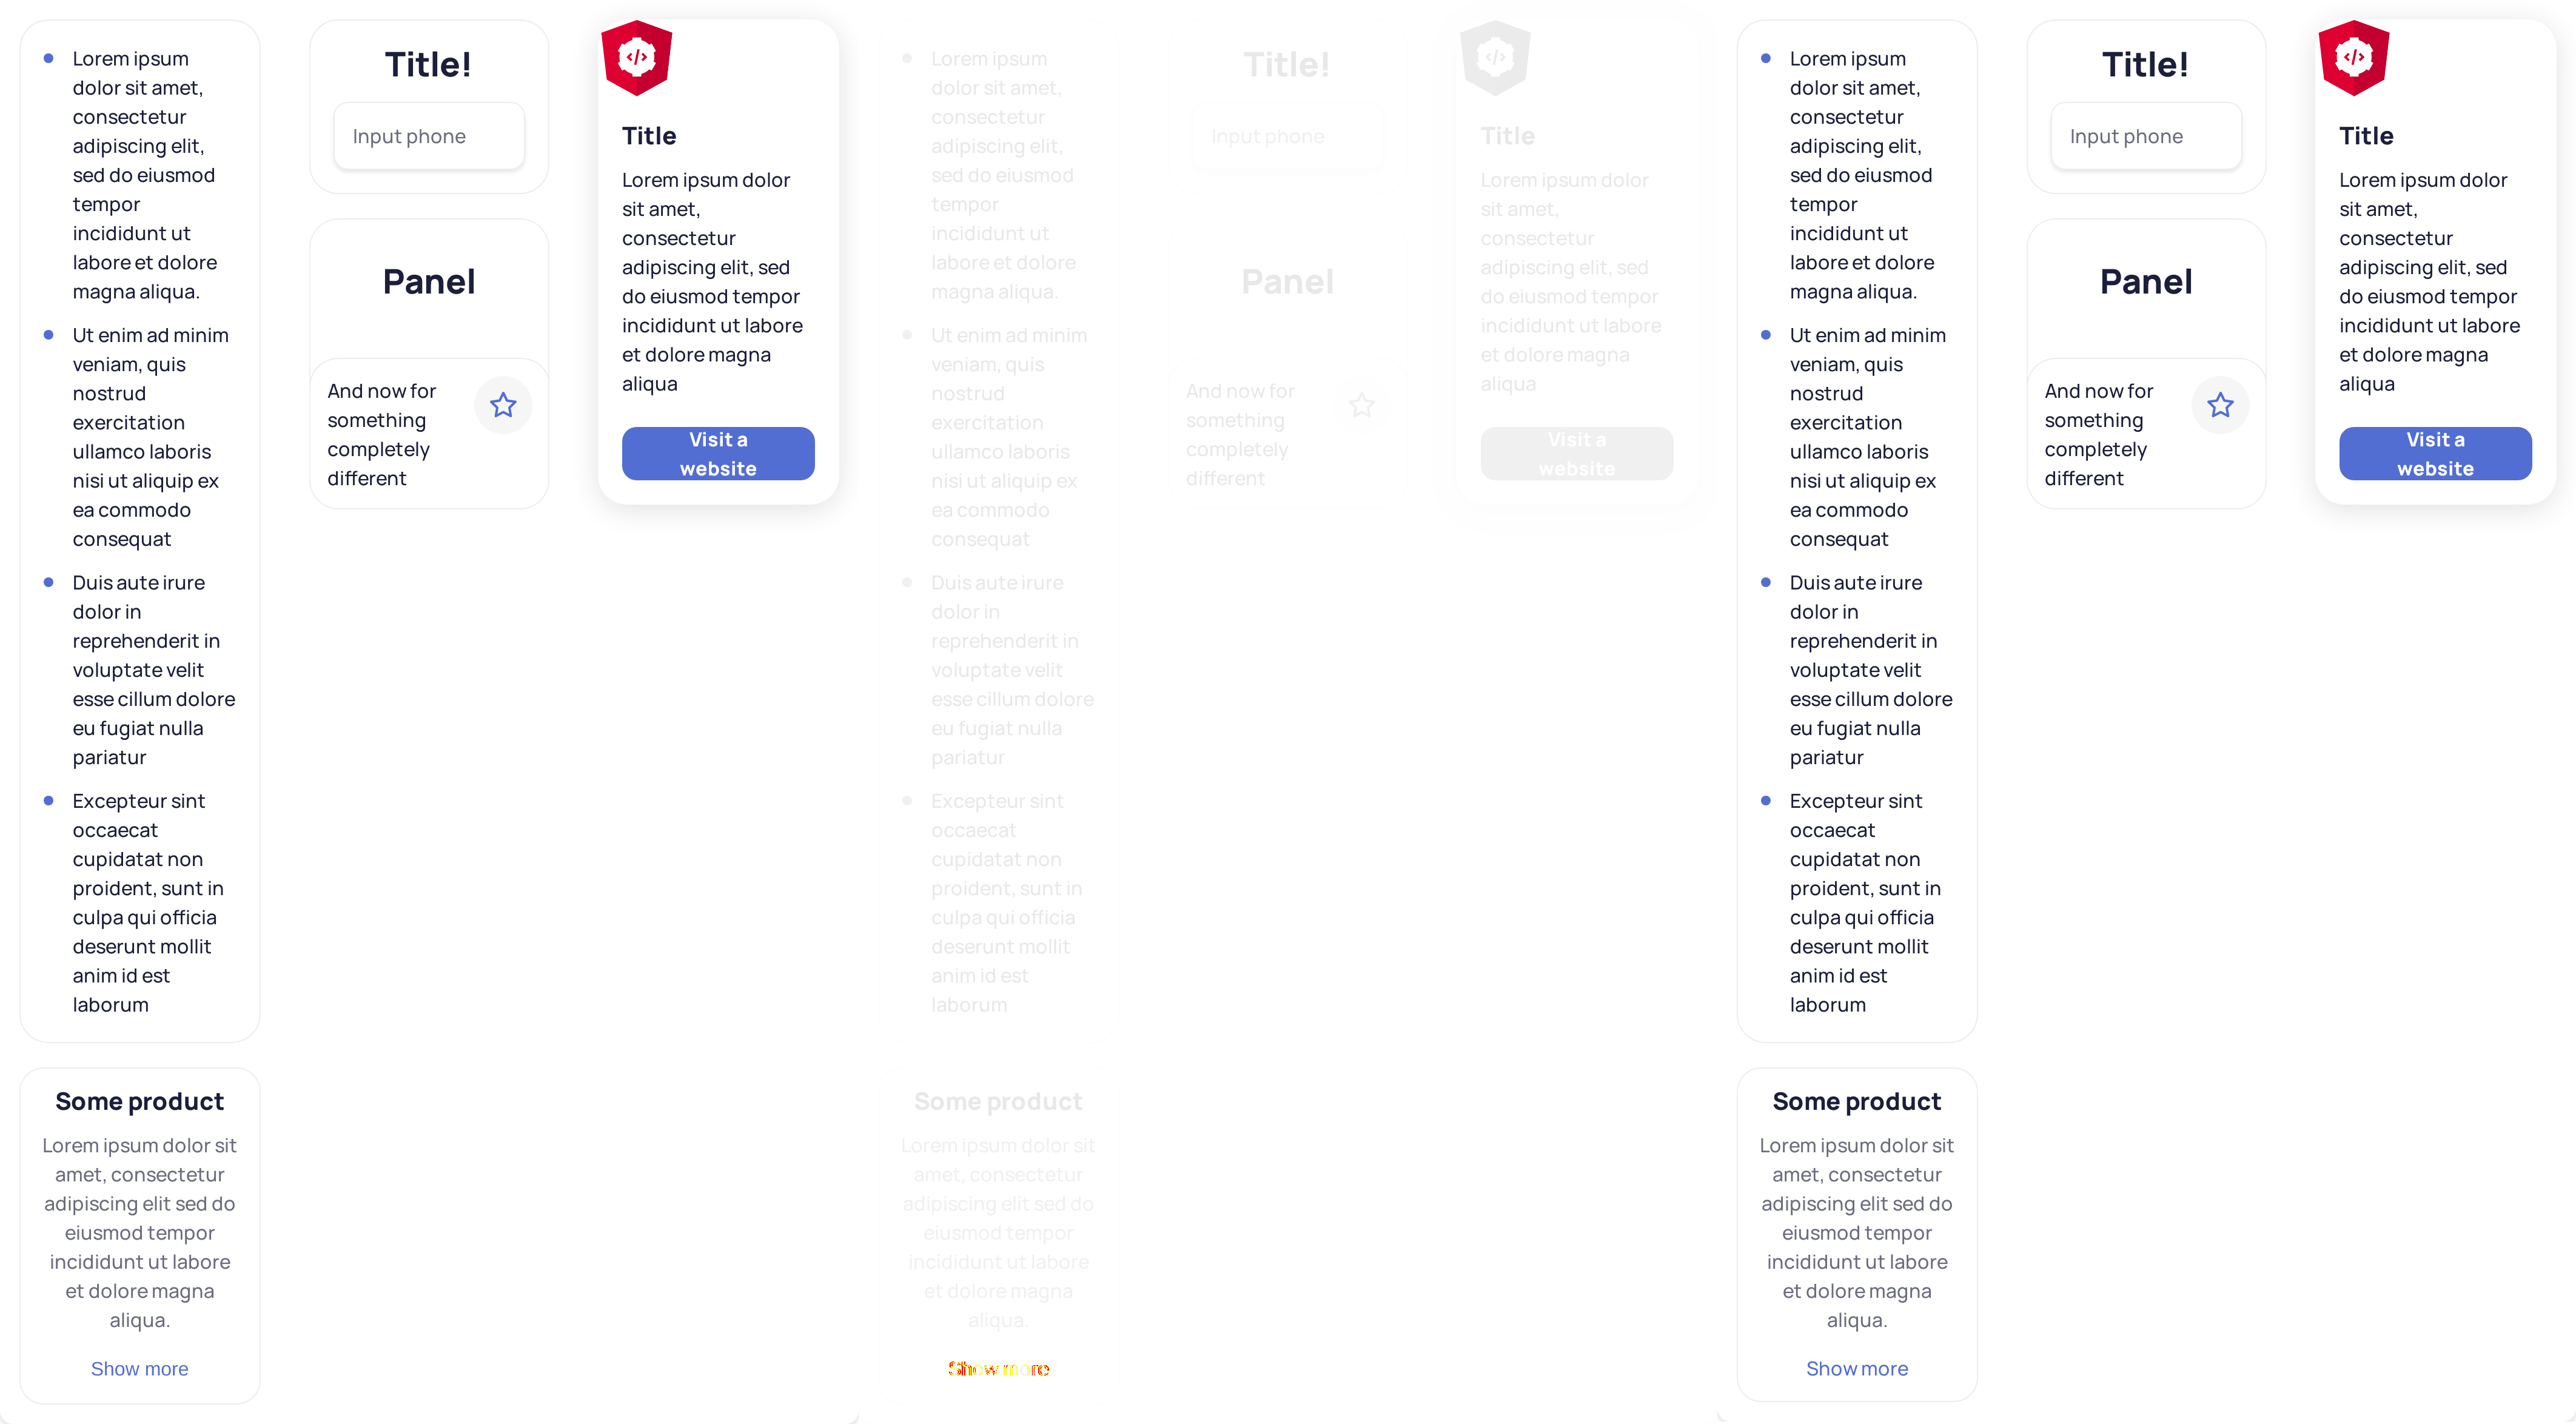 Lorem ipsum
dolor sit amet,
consectetur
adipiscing elit,
sed do eiusmod
tempor
incididunt ut
labore et dolore
magna aliqua.
Ut enim ad minim
veniam, quis
nostrud
exercitation
ullamco laboris
nisi ut aliquip ex
ea commodo
consequat
Duis aute irure
dolor in
reprehenderit in
voluptate velit
esse cillum dolore
eu fugiat nulla
pariatur
Excepteur sint
occaecat
cupidatat non
proident, sunt in
culpa qui officia
deserunt mollit
anim id est
laborum
Some product
Lorem ipsum dolor sit
amet, consectetur
adipiscing elit sed do
eiusmod tempor
incididunt ut labore
et dolore magna
aliqua.
Show more
Title!
Input phone
Panel
And now for
something
completely
different
</>
Title
Lorem ipsum dolor
sit amet,
consectetur
adipiscing elit, sed
do eiusmod tempor
incididunt ut labore
et dolore magna
aliqua
Visit a
website
Lorem ipsum
dolor sit amet,
consectetur
adipiscing elit,
sed do eiusmod
tempor
incididunt ut
labore et dolore
magna aliqua.
Ut enim ad minim
veniam, quis
nostrud
exercitation
ullamco laboris
nisi ut aliquip ex
ea commodo
consequat
Duis aute irure
dolor in
reprehenderit in
voluptate velit
esse cillum dolore
eu fugiat nulla
pariatur
Excepteur sint
occaecat
cupidatat non
proident, sunt in
culpa qui officia
deserunt mollit
anim id est
laborum
Some product
Lorem ipsum dolor sit
amet, consectetur
adipiscing elit sed do
eiusmod tempor
incididunt ut labore
et dolore magna
aliqua.
Show more
Title!
Input phone
Panel
And now for
something
completely
different
</>
Title
Lorem ipsum dolor
sit amet,
consectetur
adipiscing elit, sed
do eiusmod tempor
incididunt ut labore
et dolore magna
aliqua
Visit a
website
Lorem ipsum
dolor sit amet,
consectetur
adipiscing elit,
sed do eiusmod
tempor
incididunt ut
labore et dolore
magna aliqua.
Ut enim ad minim
veniam, quis
nostrud
exercitation
ullamco laboris
nisi ut aliquip ex
ea commodo
consequat
Duis aute irure
dolor in
reprehenderit in
voluptate velit
esse cillum dolore
eu fugiat nulla
pariatur
Excepteur sint
occaecat
cupidatat non
proident, sunt in
culpa qui officia
deserunt mollit
anim id est
laborum
Some product
Lorem ipsum dolor sit
amet, consectetur
adipiscing elit sed do
eiusmod tempor
incididunt ut labore
et dolore magna
aliqua.
Show more
Title!
Input phone
Panel
And now for
something
completely
different
</>
Title
Lorem ipsum dolor
sit amet,
consectetur
adipiscing elit, sed
do eiusmod tempor
incididunt ut labore
et dolore magna
aliqua
Visit a
website